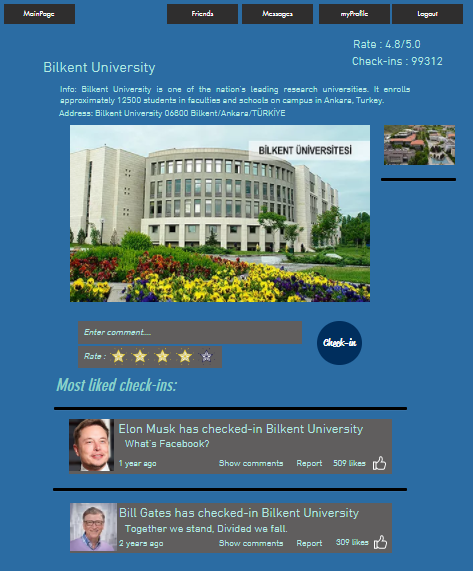 MainPage Friends Messages myProfile Logout
Rate : 4.8/5.0
Check-ins : 99312
Bilkent University
Info: Bilkent University is one of the nation's leading research universities. It enrolls
approximately 12500 students in faculties and schools on campus in Ankara, Turkey.
Address: Bilkent University 06800 Bilkent/Ankara/TÜRKİYE
BİLKENT ÜNİVERSİTESİ
Enter comment....
Check-in
Rate :
Most liked check-ins:
Elon Musk has checked-in Bilkent University
What's Facebook?
1 year ago Show comments Report 509 likes
Bill Gates has checked-in Bilkent University
Together we stand, Divided we fall.
2 years ago Show comments Report 309 likes